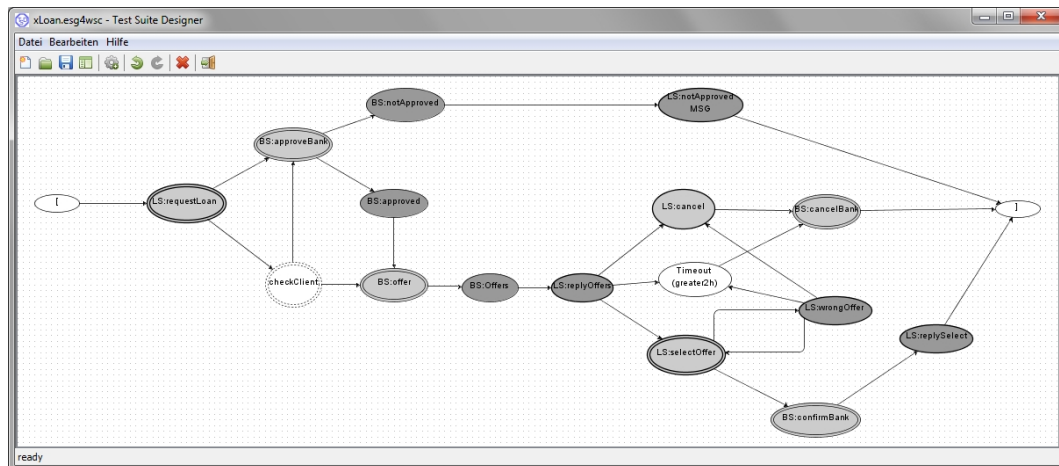 xLoan.esg4wsc - Test Suite Designer
Datei Bearbeiten Hilfe
BS:notApproved
LS:notApproved
MSG
BS:approveBank
[
LS:requestLoan
BS:approved
LS:cancel
BS:cancelBank
]
checkClient
BS:offer
BS:Offers
LS:replyOffers
Timeout
(greater2h)
LS:wrongOffer
LS:replySelect
LS:selectOffer
BS:confirmBank
ready